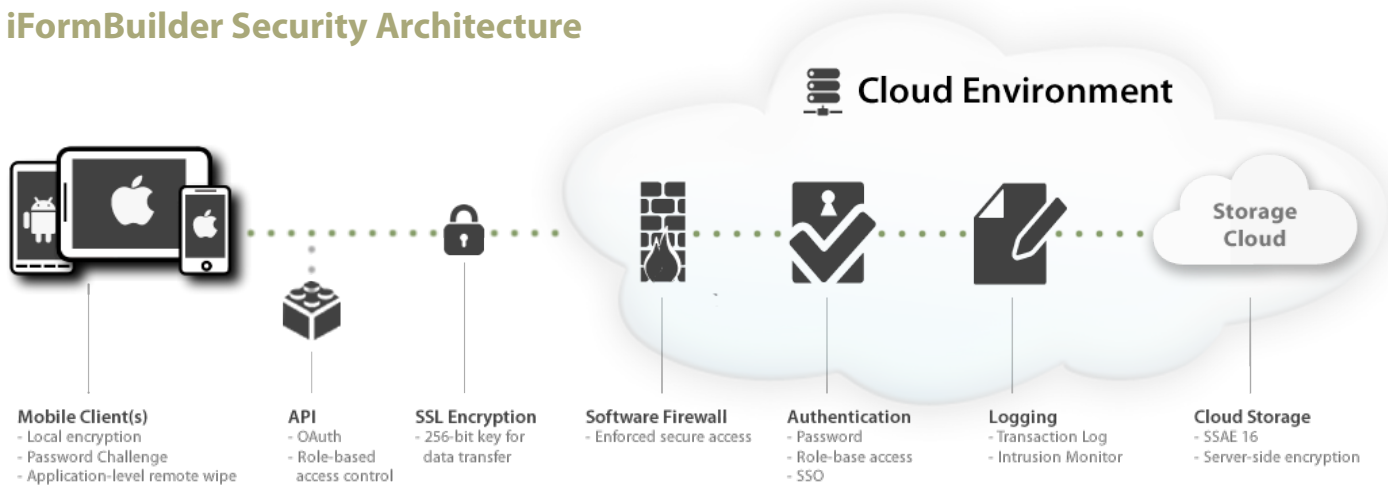 iFormBuilder Security Architecture
Cloud Environment
Storage
Cloud
Mobile Client(s)
- Local encryption
- Password Challenge
- Application-level remote wipe
API
- OAuth
- Role-based
access control
SSL Encryption
- 256-bit key for
data transfer
Software Firewall
- Enforced secure access
Authentication
- Password
- Role-base access
- SSO
Logging
- Transaction Log
- Intrusion Monitor
Cloud Storage
- SSAE 16
- Server-side encryption